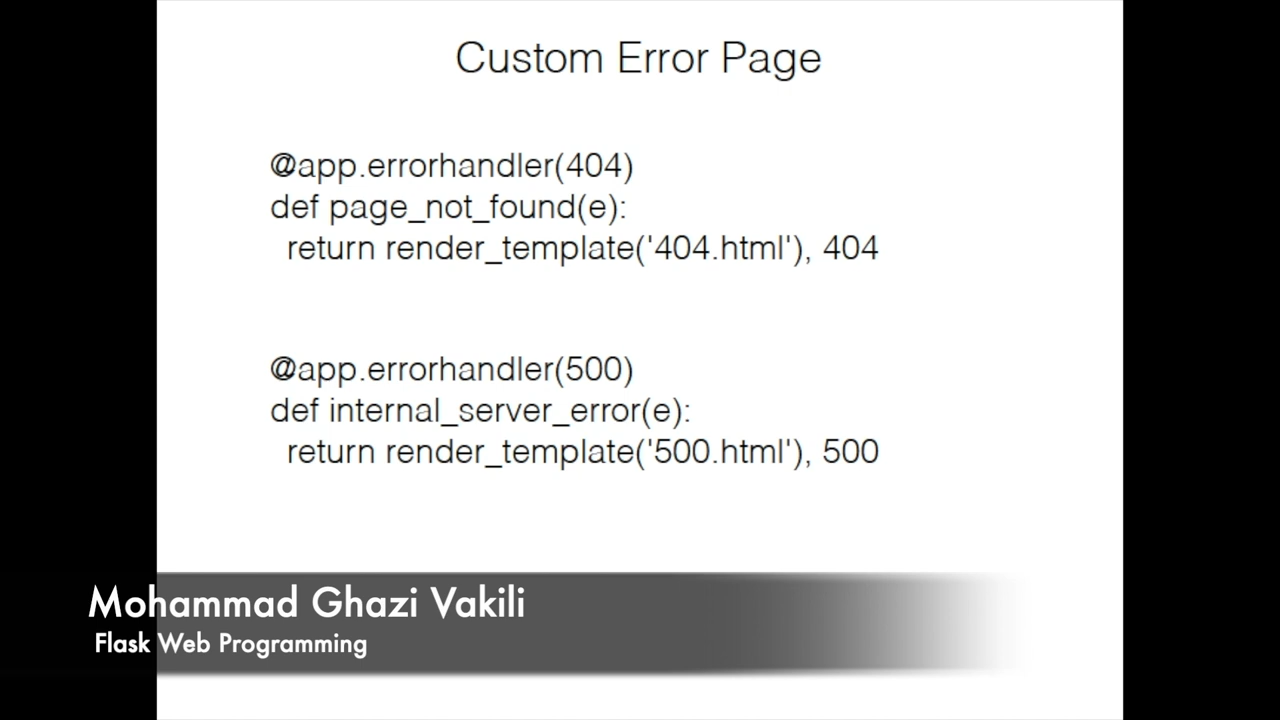 Custom Error Page
@app.errorhandler(404)
def page_not_found(e):
  return render_template('404.html'), 404
@app.errorhandler(500)
def internal_server_error(e):
  return render_template('500.html'), 500
Mohammad Ghazi Vakili
Flask Web Programming